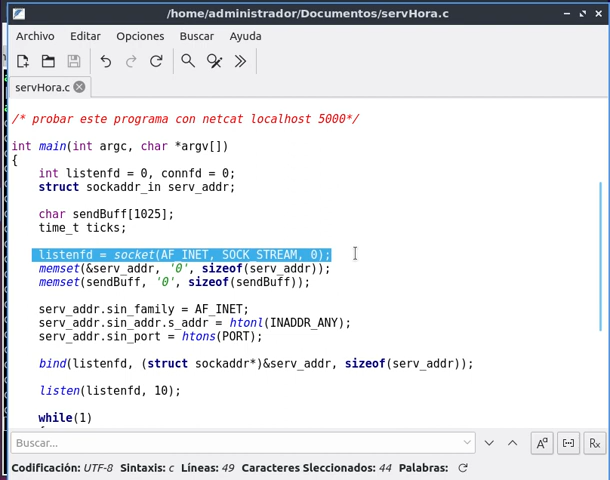 /home/administrador/Documentos/servHora.c
Archivo Editar Opciones Buscar Ayuda
servHora.c
/* probar este programa con netcat localhost 5000*/
int main(int argc, char *argv[])
{
int listenfd = 0, connfd = 0;
struct sockaddr_in serv_addr;
char sendBuff[1025];
time_t ticks;
listenfd = socket(AF_INET, SOCK_STREAM, 0);
memset(&serv_addr, '0', sizeof(serv_addr));
memset(sendBuff, '0', sizeof(sendBuff));
serv_addr.sin_family = AF_INET;
serv_addr.sin_addr.s_addr = htonl(INADDR_ANY);
serv_addr.sin_port = htons(PORT);
bind(listenfd, (struct sockaddr*)&serv_addr, sizeof(serv_addr));
listen(listenfd, 10);
while(1)
Buscar...
Codificación: UTF-8 Sintaxis: c Líneas: 49 Caracteres Sleccionados: 44 Palabras: